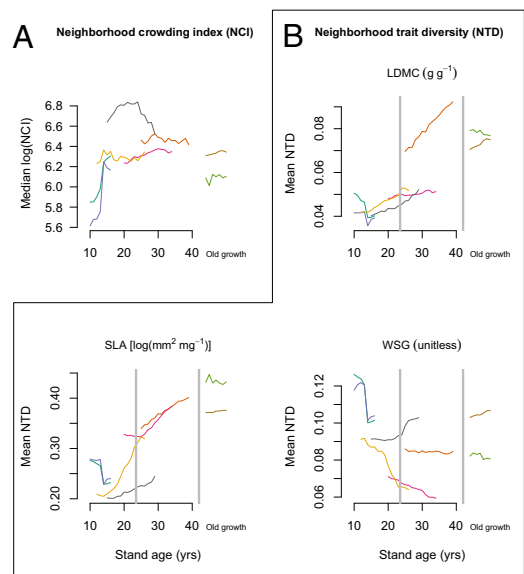 A
Neighborhood crowding index (NCI)
B
Neighborhood trait diversity (NTD)
Median log(NCI)
6.8
6.6
6.4
6.2
6.0
5.8
5.6
10 20 30 40 Old growth
LDMC (g g⁻¹)
Mean NTD
0.08
0.06
0.04
10 20 30 40 Old growth
SLA [log(mm² mg⁻¹)]
Mean NTD
0.40
0.30
0.20
10 20 30 40 Old growth
Stand age (yrs)
WSG (unitless)
Mean NTD
0.12
0.10
0.08
0.06
10 20 30 40 Old growth
Stand age (yrs)